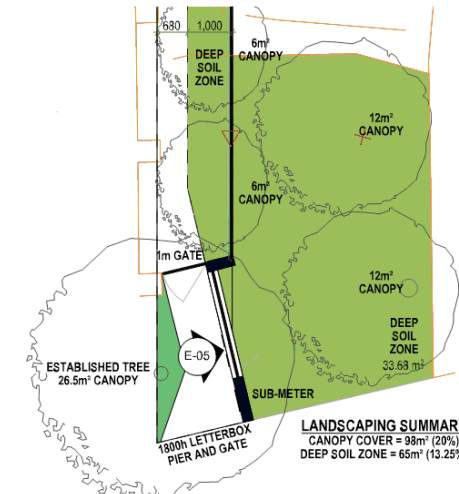 680
1,000
DEEP
SOIL
ZONE
6m²
CANOPY
12m²
CANOPY
6m²
CANOPY
1m GATE
12m²
CANOPY
E-05
DEEP
SOIL
ZONE
33.68 m²
ESTABLISHED TREE
26.5m² CANOPY
SUB-METER
1800h LETTERBOX
PIER AND GATE
LANDSCAPING SUMMAR
CANOPY COVER = 98m² (20%)
DEEP SOIL ZONE = 65m² (13.25%